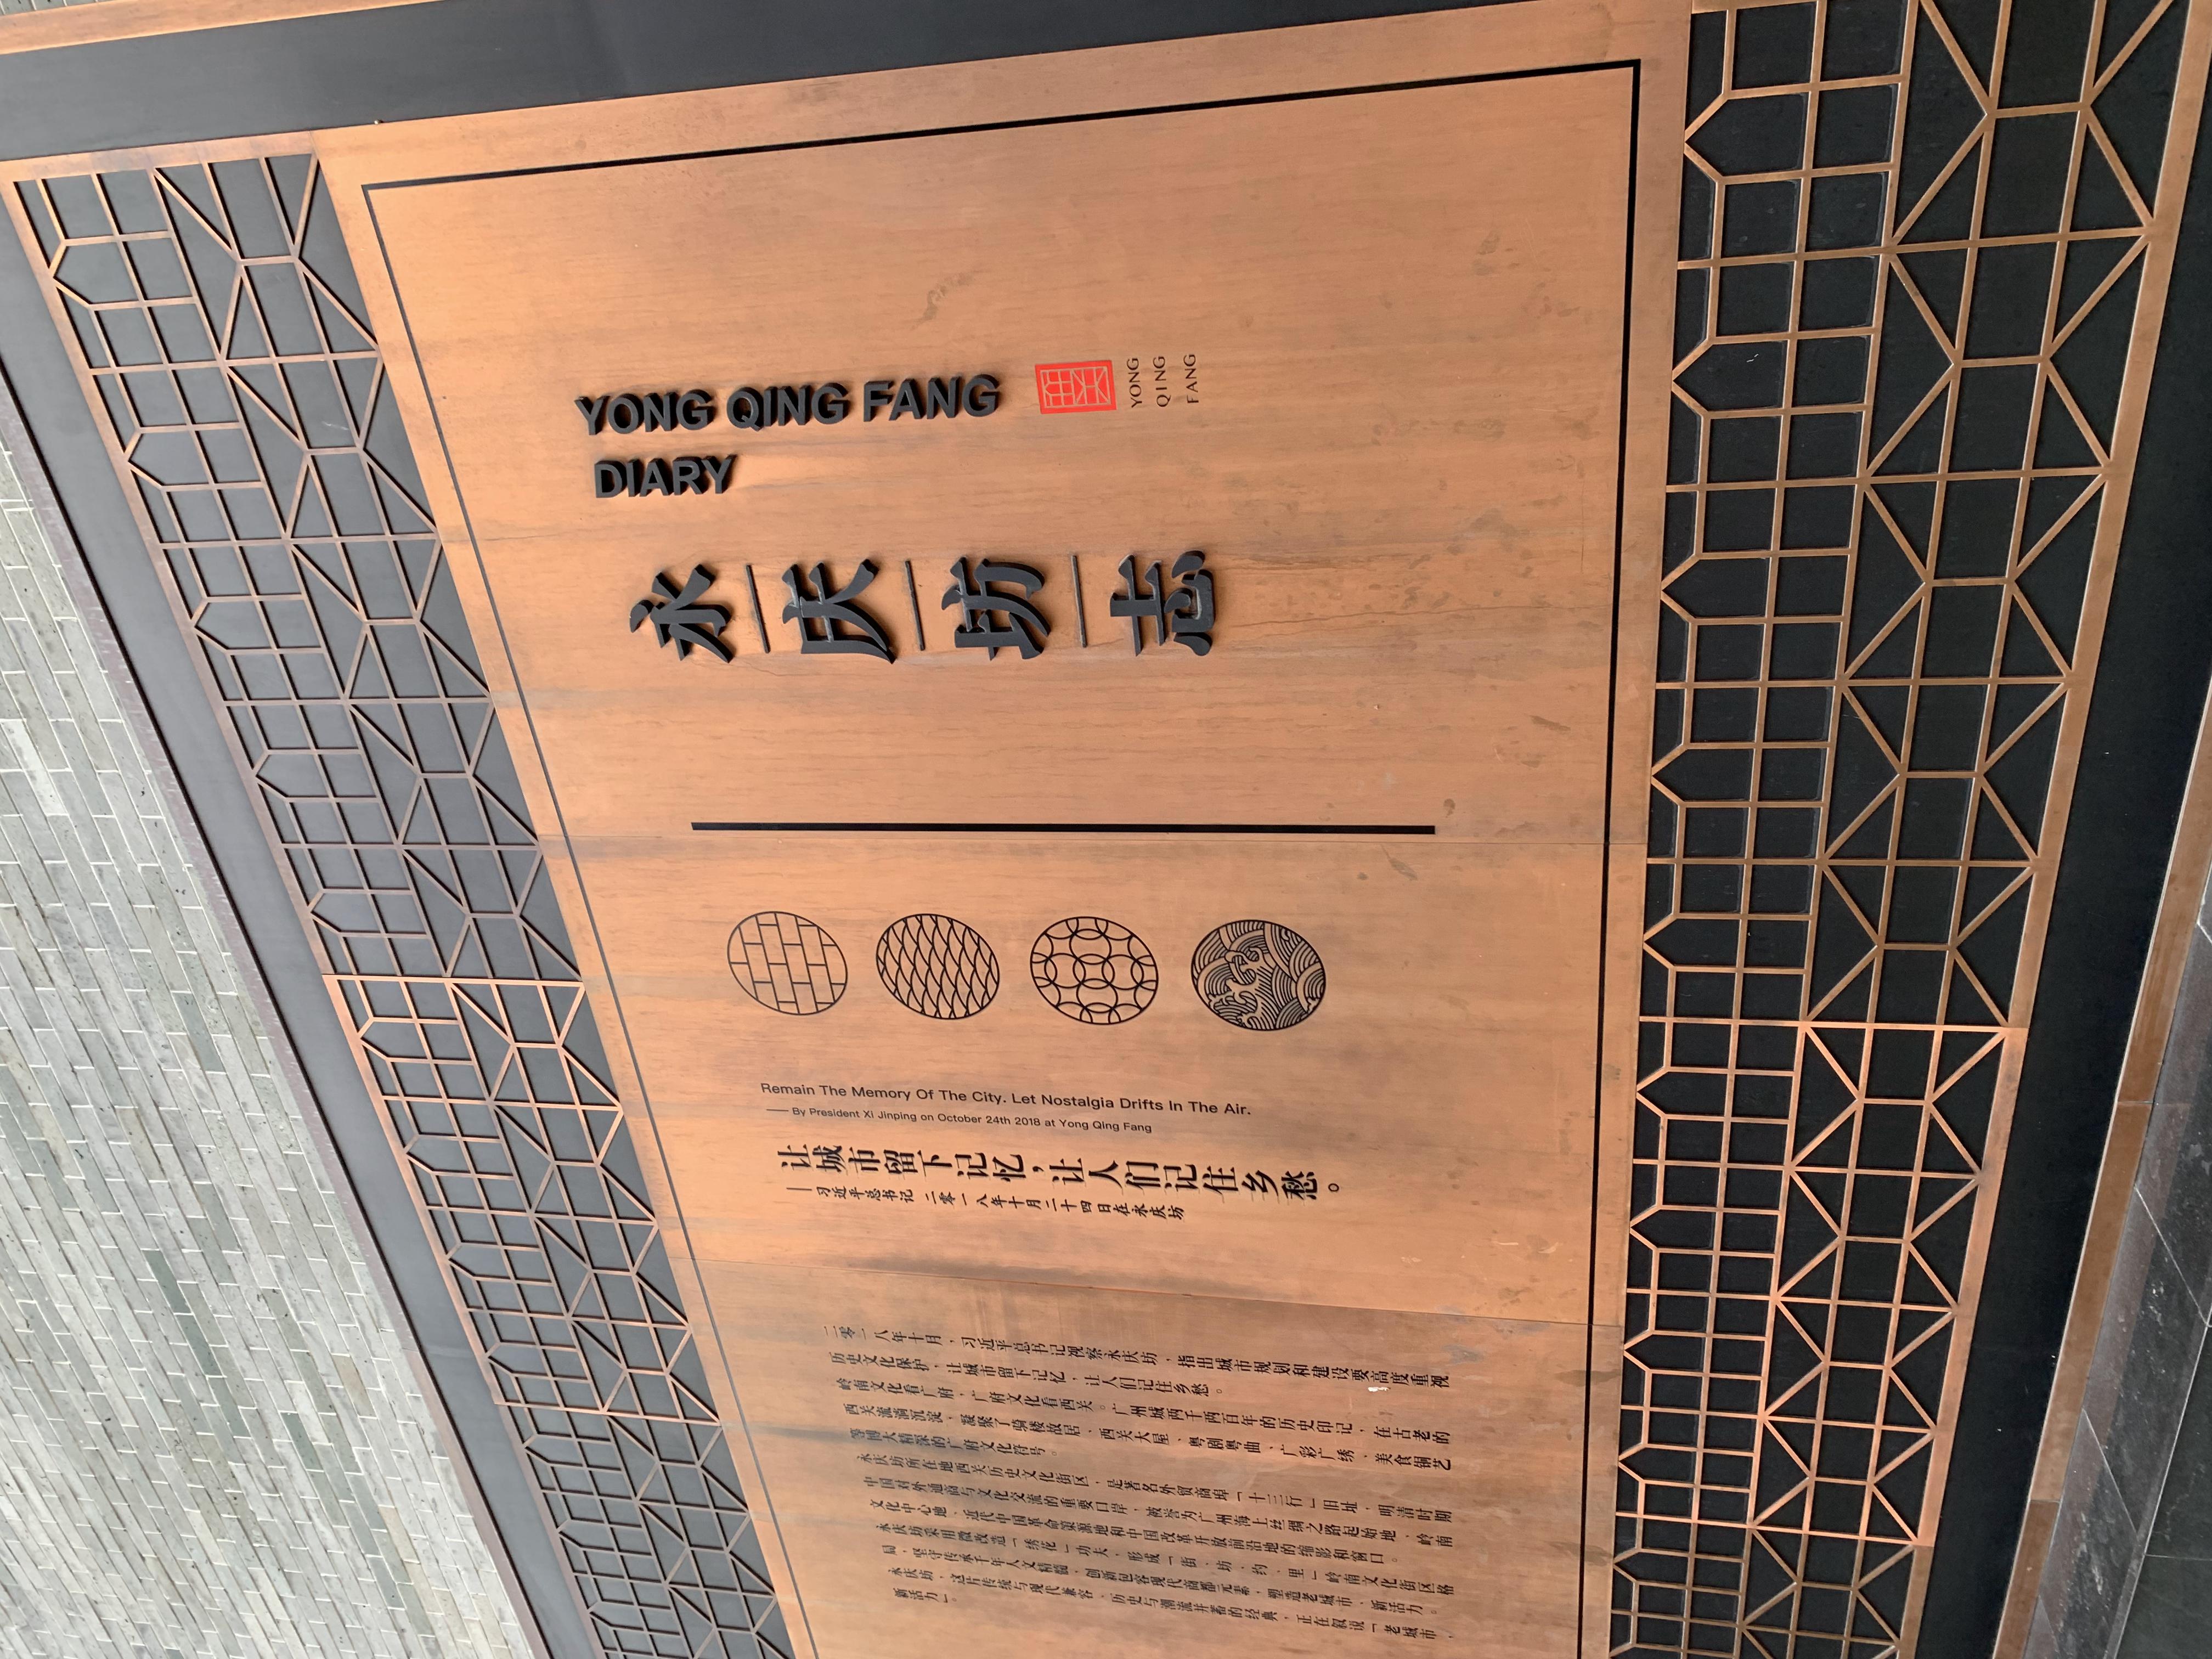 YONG QING FANG
DIARY
YONG
QING
FANG
永庆坊志
Remain The Memory Of The City, Let Nostalgia Drifts In The Air.
— By President Xi Jinping on October 24th 2018 at Yong Qing Fang
让城市留下记忆，让人们记住乡愁。
—习近平总书记 二零一八年十月二十四日在永庆坊
二零一八年十月，习近平总书记视察永庆坊，指出城市规划和建设要高度重视
历史文化保护，让城市留下记忆，让人们记住乡愁。
岭南文化看广府，广府文化看西关。广州城两千两百年的历史印记，在古老的
西关流淌沉淀，凝聚了骑楼故居、西关大屋、粤剧粤曲、广彩广绣、美食铜艺
等博大精深的广府文化符号。
永庆坊所在地西关历史文化街区，是著名外贸商埠「十三行」旧址，明清时期
中国对外通商与文化交流的重要口岸，被誉为广州海上丝绸之路起始地、岭南
文化中心地、近代中国革命策源地和中国改革开放前沿地的缩影和窗口。
永庆坊采用微改造「绣花」功夫，形成「街．坊．约．里」岭南文化街区格
局，坚守传承千年人文精髓，创新包容现代商都元素，塑造老城市、新活力。
永庆坊，这片传统与现代兼容、历史与潮流并蓄的经典，正在叙说「老城市，
新活力」。